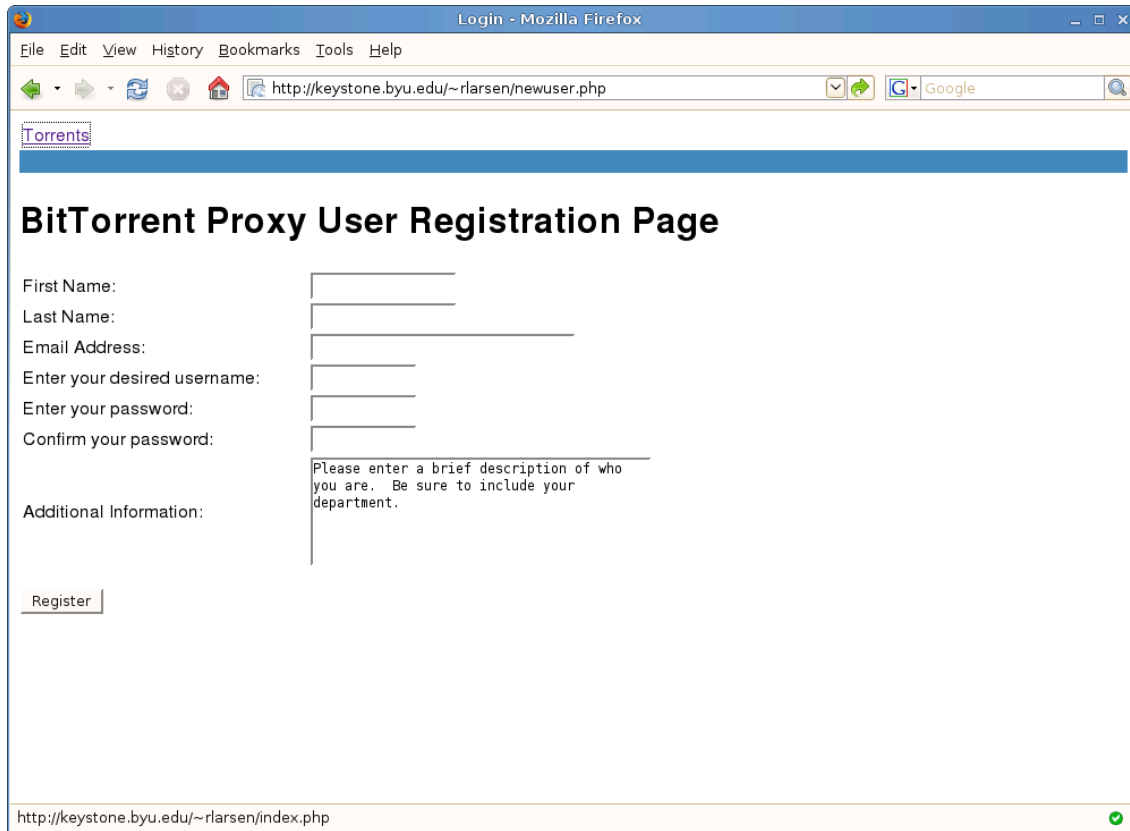 Login - Mozilla Firefox
File Edit View History Bookmarks Tools Help
http://keystone.byu.edu/~rlarsen/newuser.php G Google
Torrents
BitTorrent Proxy User Registration Page
First Name:
Last Name:
Email Address:
Enter your desired username:
Enter your password:
Confirm your password:
Please enter a brief description of who
you are.  Be sure to include your
department.
Additional Information:
Register
http://keystone.byu.edu/~rlarsen/index.php